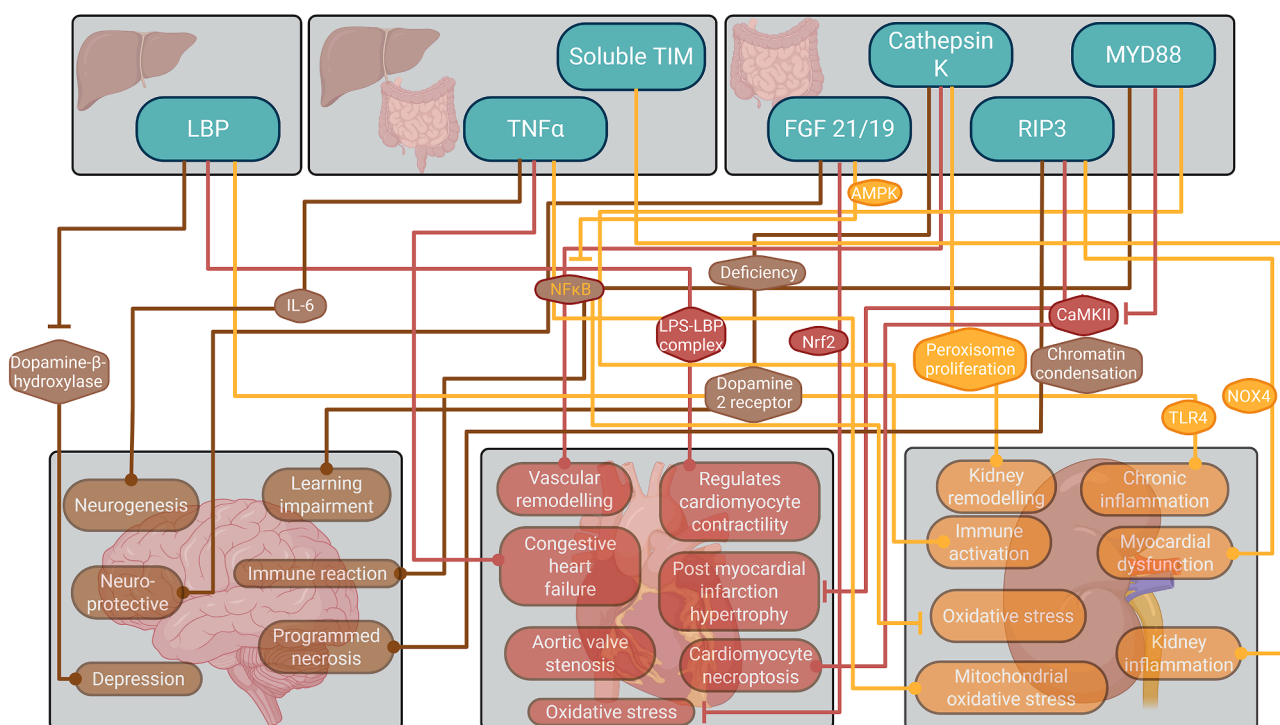 Soluble TIM
Cathepsin
K
MYD88
LBP
TNFα
FGF 21/19
RIP3
AMPK
Deficiency
NFκB
IL-6
LPS-LBP
complex
Nrf2
CaMKII
Dopamine-β-
hydroxylase
Peroxisome
proliferation
Chromatin
condensation
Dopamine
2 receptor
NOX4
TLR4
Neurogenesis
Learning
impairment
Immune reaction
Neuro-
protective
Programmed
necrosis
Depression
Vascular
remodelling
Regulates
cardiomyocyte
contractility
Congestive
heart
failure
Post myocardial
infarction
hypertrophy
Aortic valve
stenosis
Cardiomyocyte
necroptosis
Oxidative stress
Kidney
remodelling
Chronic
inflammation
Immune
activation
Myocardial
dysfunction
Oxidative stress
Kidney
inflammation
Mitochondrial
oxidative stress